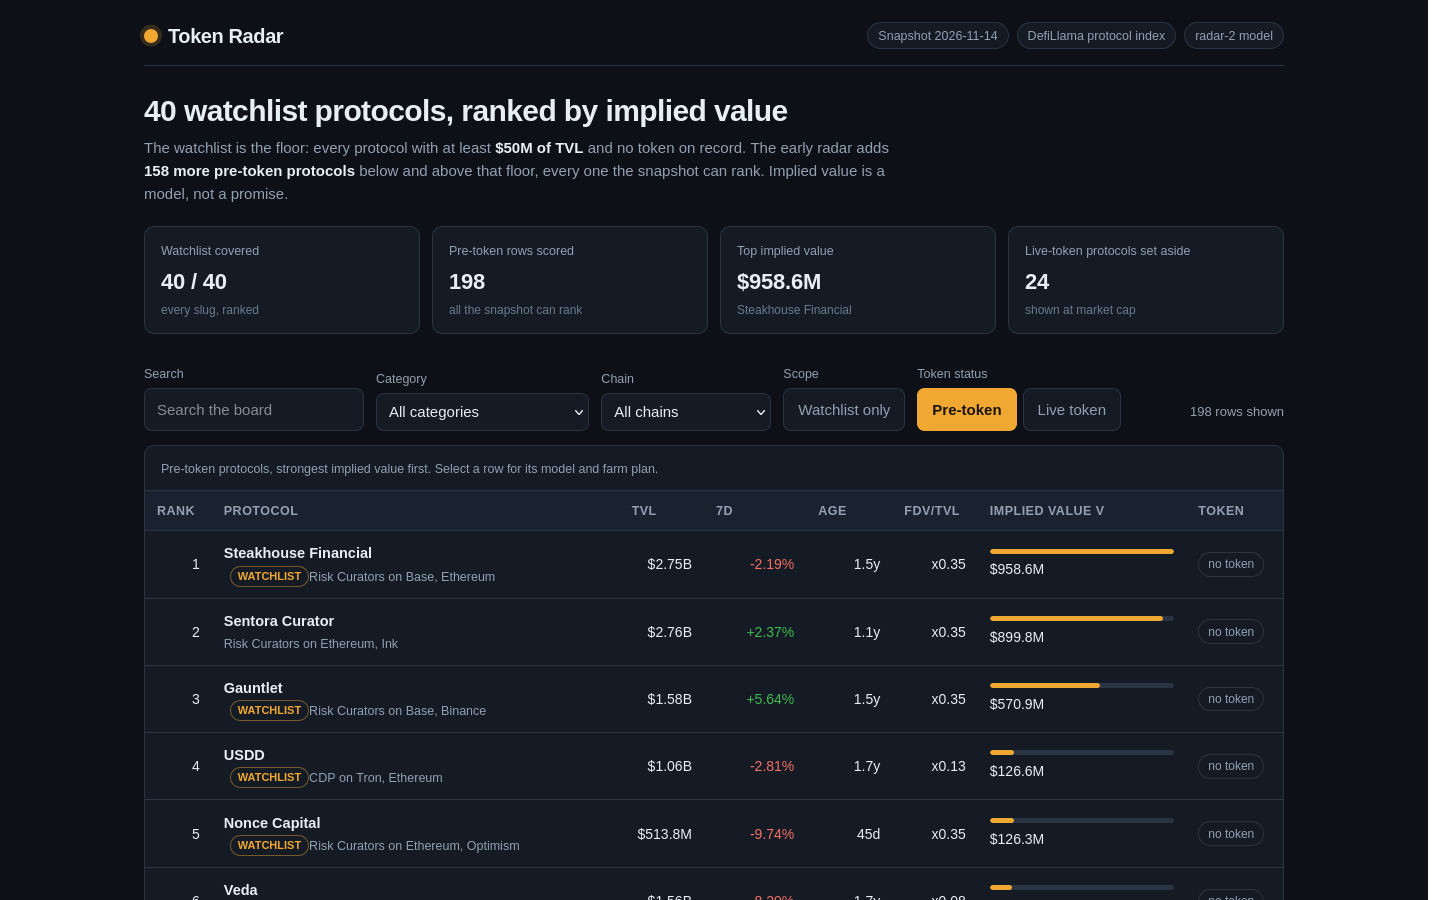 Token Radar
Snapshot 2026-11-14
DefiLlama protocol index
radar-2 model
40 watchlist protocols, ranked by implied value
The watchlist is the floor: every protocol with at least $50M of TVL and no token on record. The early radar adds
158 more pre-token protocols below and above that floor, every one the snapshot can rank. Implied value is a
model, not a promise.
Watchlist covered
40 / 40
every slug, ranked
Pre-token rows scored
198
all the snapshot can rank
Top implied value
$958.6M
Steakhouse Financial
Live-token protocols set aside
24
shown at market cap
Search
Search the board
Category
All categories
Chain
All chains
Scope
Watchlist only
Token status
Pre-token
Live token
198 rows shown
Pre-token protocols, strongest implied value first. Select a row for its model and farm plan.
RANK PROTOCOL TVL 7D AGE FDV/TVL IMPLIED VALUE V TOKEN
1 Steakhouse Financial WATCHLIST Risk Curators on Base, Ethereum $2.75B -2.19% 1.5y x0.35 $958.6M no token
2 Sentora Curator Risk Curators on Ethereum, Ink $2.76B +2.37% 1.1y x0.35 $899.8M no token
3 Gauntlet WATCHLIST Risk Curators on Base, Binance $1.58B +5.64% 1.5y x0.35 $570.9M no token
4 USDD WATCHLIST CDP on Tron, Ethereum $1.06B -2.81% 1.7y x0.13 $126.6M no token
5 Nonce Capital WATCHLIST Risk Curators on Ethereum, Optimism $513.8M -9.74% 45d x0.35 $126.3M no token
Veda